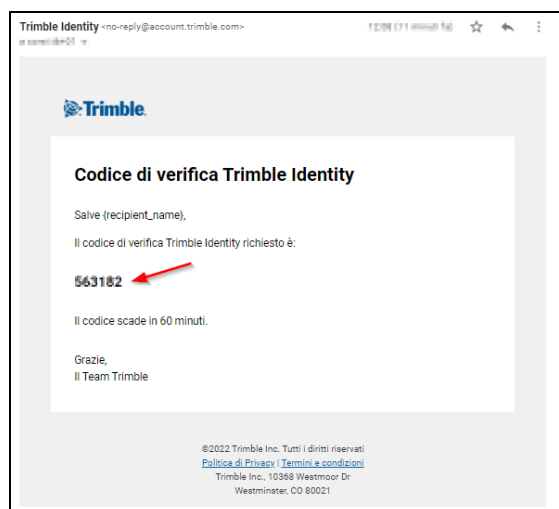 Trimble Identity <no-reply@account.trimble.com>
Trimble.
Codice di verifica Trimble Identity
Salve {recipient_name},
Il codice di verifica Trimble Identity richiesto è:
563182
Il codice scade in 60 minuti.
Grazie,
Il Team Trimble
©2022 Trimble Inc. Tutti i diritti riservati
Politica di Privacy | Termini e condizioni
Trimble Inc., 10368 Westmoor Dr
Westminster, CO 80021